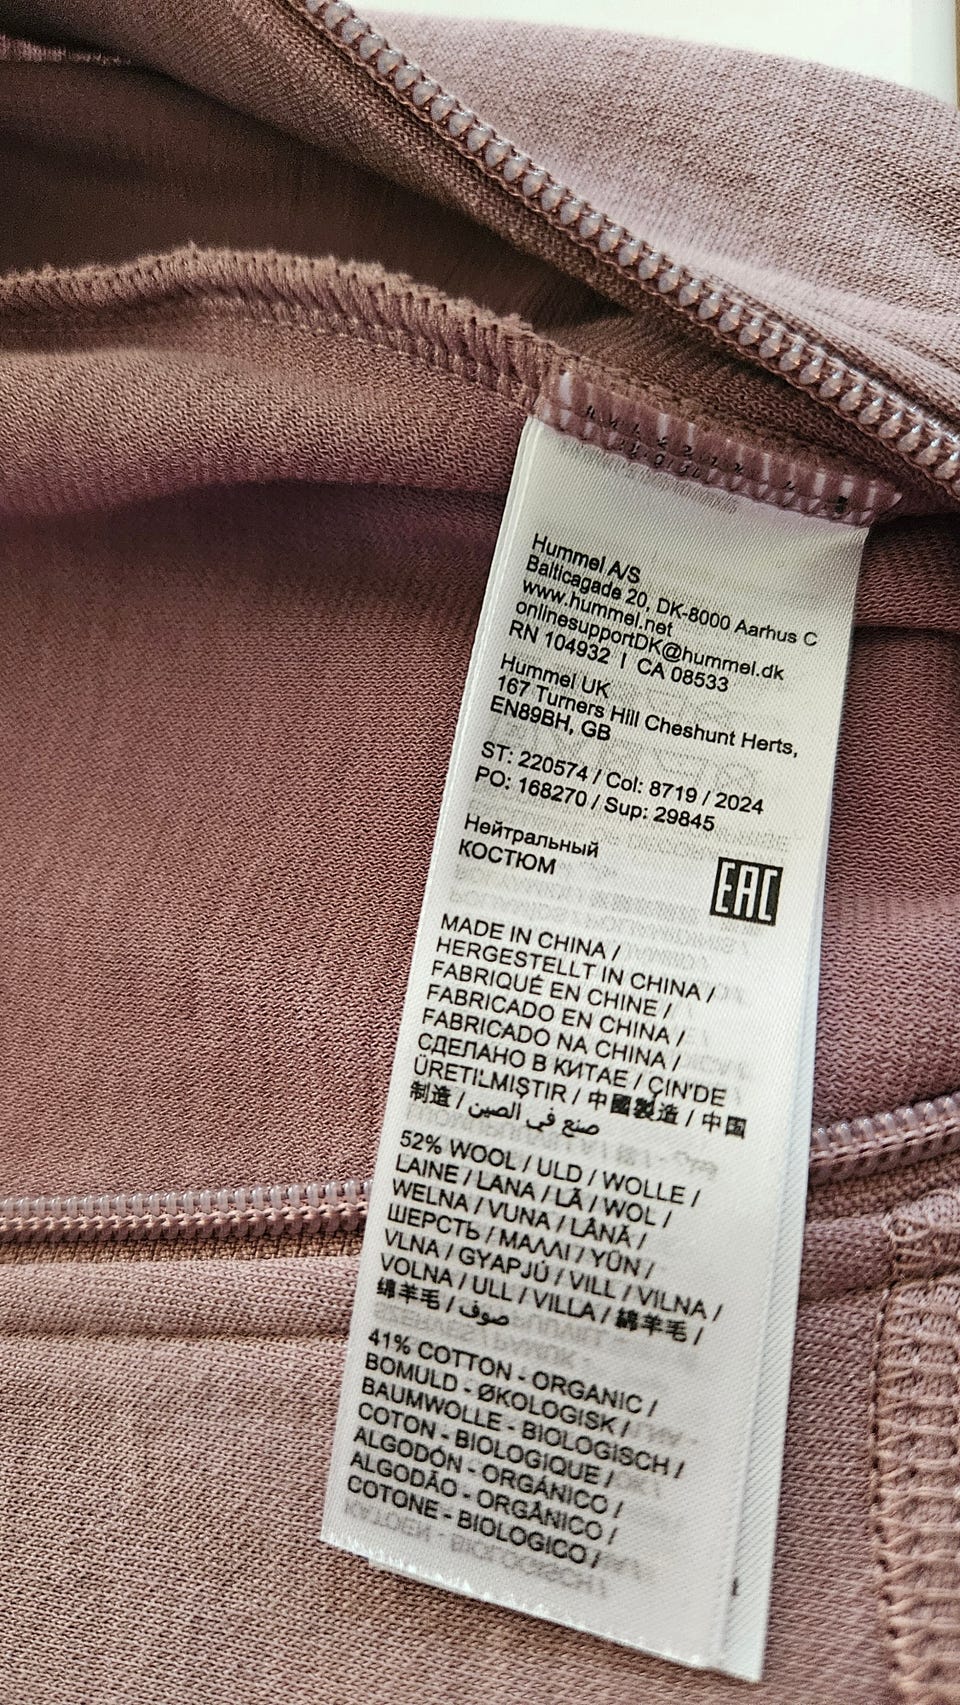 Hummel A/S
Balticagade 20, DK-8000 Aarhus C
www.hummel.net
onlinesupportDK@hummel.dk
RN 104932 | CA 08533
Hummel UK
167 Turners Hill Cheshunt Herts,
EN89BH, GB
ST: 220574 / Col: 8719 / 2024
PO: 168270 / Sup: 29845
Нейтральный
КОСТЮМ
EAC
MADE IN CHINA /
HERGESTELLT IN CHINA /
FABRIQUÉ EN CHINE /
FABRICADO EN CHINA /
FABRICADO NA CHINA /
СДЕЛАНО В КИТАЕ / ÇIN'DE
ÜRETILMIŞTIR / 中國製造 / 中国
制造 / صنع في الصين
52% WOOL / ULD / WOLLE /
LAINE / LANA / LÃ / WOL /
WELNA / VUNA / LÂNĂ /
ШЕРСТЬ / ΜΑΛΛΙ / YÜN /
VLNA / GYAPJÚ / VILL / VILNA /
VOLNA / ULL / VILLA / 綿羊毛 /
绵羊毛 / صوف
41% COTTON - ORGANIC /
BOMULD - ØKOLOGISK /
BAUMWOLLE - BIOLOGISCH /
COTON - BIOLOGIQUE /
ALGODÓN - ORGÁNICO /
ALGODÃO - ORGÂNICO /
COTONE - BIOLOGICO /